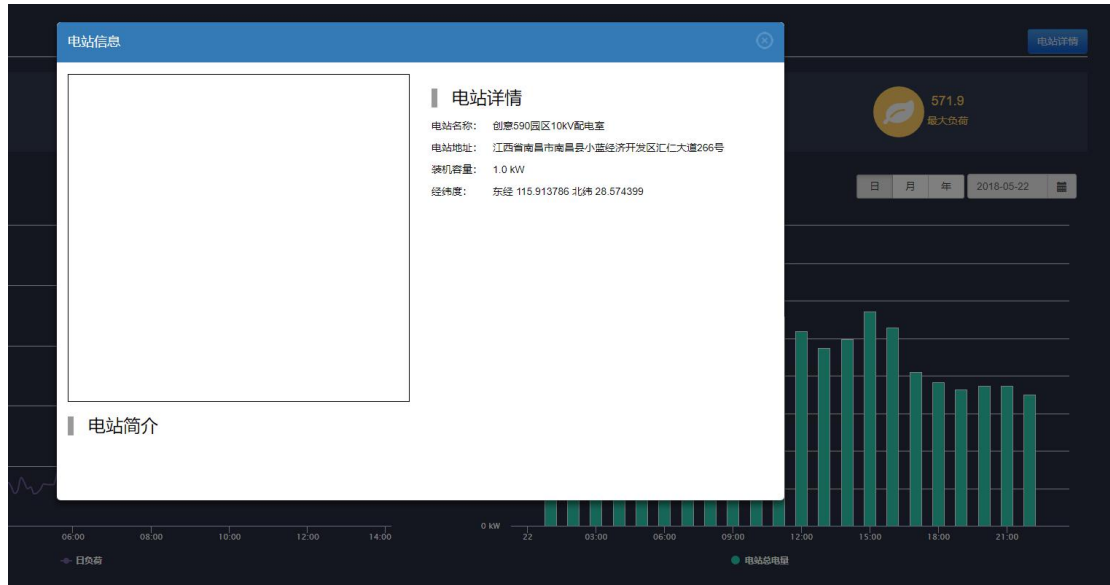 电站信息
电站详情
电站详情
电站名称： 创意590园区10kV配电室
电站地址： 江西省南昌市南昌县小蓝经济开发区汇仁大道266号
装机容量： 1.0 kW
经纬度： 东经 115.913786 北纬 28.574399
电站简介
571.9
最大负荷
日 月 年 2018-05-22
0 kW
06:00 08:00 10:00 12:00 14:00
22 03:00 06:00 09:00 12:00 15:00 18:00 21:00
日负荷
电站总电量